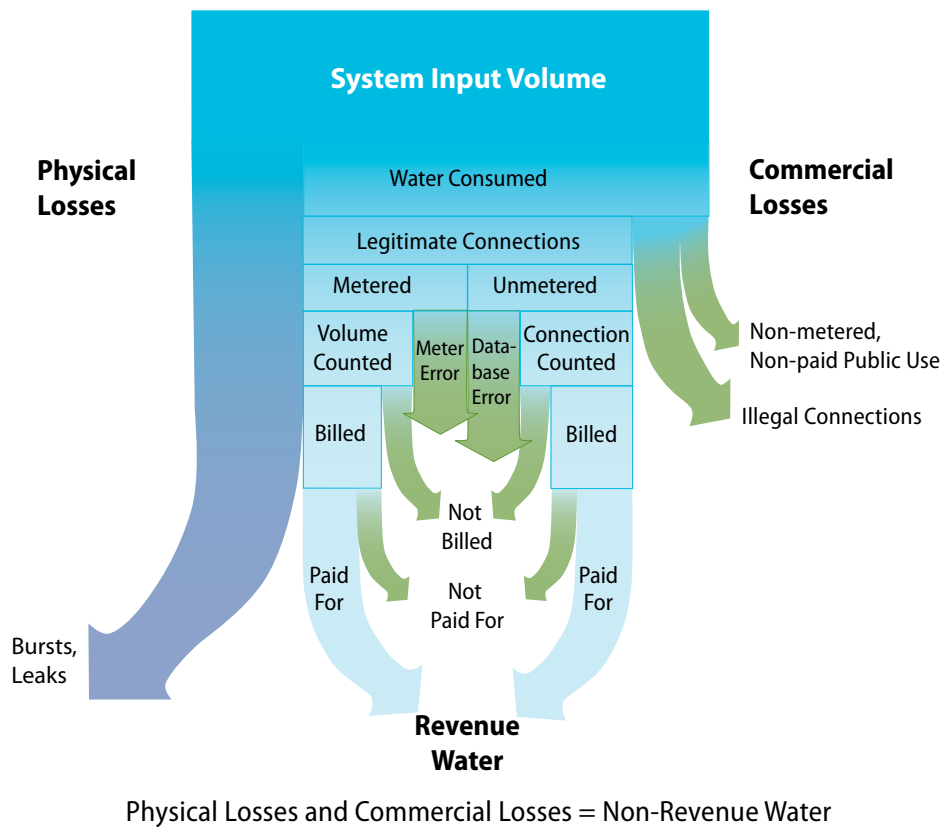 System Input Volume
Physical
Losses
Water Consumed
Commercial
Losses
Legitimate Connections
Metered
Unmetered
Volume
Counted
Meter
Error
Data-
base
Error
Connection
Counted
Non-metered,
Non-paid Public Use
Illegal Connections
Billed
Billed
Not
Billed
Paid
For
Not
Paid For
Paid
For
Bursts,
Leaks
Revenue
Water
Physical Losses and Commercial Losses = Non-Revenue Water